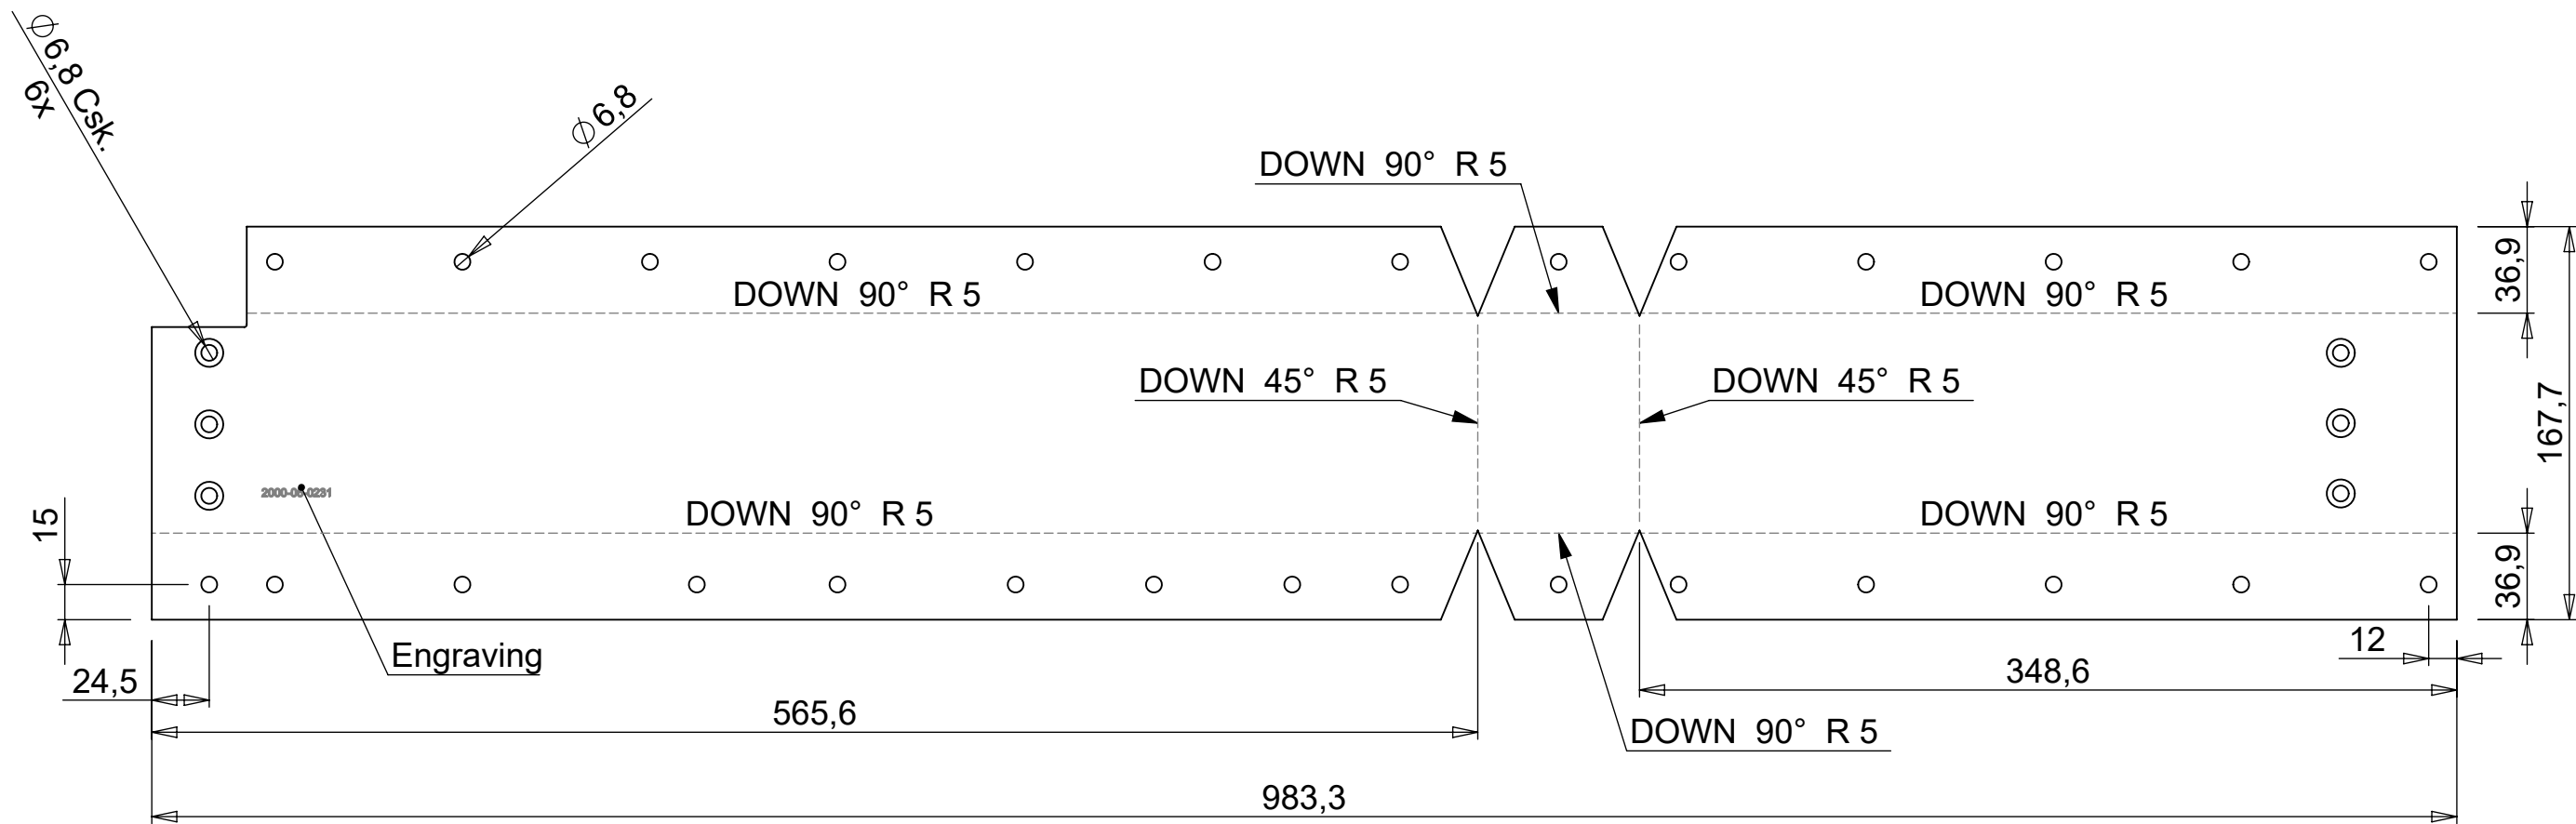 ⌀6,8 Csk.
6x
⌀6,8
DOWN 90° R 5
DOWN 90° R 5
DOWN 90° R 5
36,9
DOWN 45° R 5
DOWN 45° R 5
167,7
15
DOWN 90° R 5
DOWN 90° R 5
36,9
Engraving
12
24,5
348,6
565,6
DOWN 90° R 5
983,3